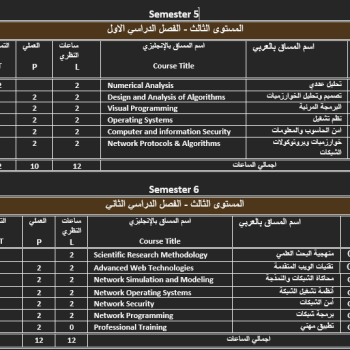 Semester 5
المستوى الثالث - الفصل الدراسي الاول
العملي ساعات النظري اسم المساق بالإنجليزي اسم المساق بالعربي
T P L Course Title
2 Numerical Analysis تحليل عددي
2 2 Design and Analysis of Algorithms تصميم وتحليل الخوارزميات
2 2 Visual Programming البرمجة المرئية
2 2 Operating Systems نظم تشغيل
2 2 Computer and information Security امن الحاسوب والمعلومات
2 2 Network Protocols & Algorithms خوارزميات وبروتوكولات الشبكات
2 10 12 اجمالي الساعات
Semester 6
المستوى الثالث - الفصل الدراسي الثاني
العملي ساعات النظري اسم المساق بالإنجليزي اسم المساق بالعربي
T P L Course Title
2 Scientific Research Methodology منهجية البحث العلمي
2 2 Advanced Web Technologies تقنيات الويب المتقدمة
2 2 Network Simulation and Modeling محاكاة الشبكات والنمذجة
2 2 Network Operating Systems أنظمة تشغيل الشبكة
2 2 Network Security أمن الشبكات
2 2 Network Programming برمجة شبكات
2 0 Professional Training تطبيق مهني
12 12 اجمالي الساعات